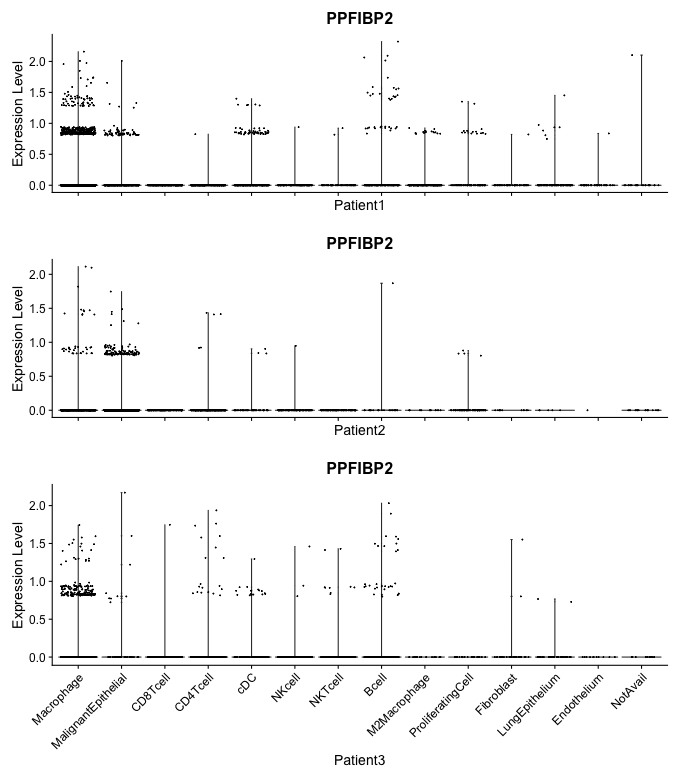 PPFIBP2
Expression Level
2.0
1.5
1.0
0.5
0.0
Patient1
PPFIBP2
Expression Level
2.0
1.5
1.0
0.5
0.0
Patient2
PPFIBP2
Expression Level
2.0
1.5
1.0
0.5
0.0
Macrophage
MalignantEpithelial
CD8Tcell
CD4Tcell
cDC
NKcell
NKTcell
Bcell
M2Macrophage
ProliferatingCell
Fibroblast
LungEpithelium
Endothelium
NotAvail
Patient3